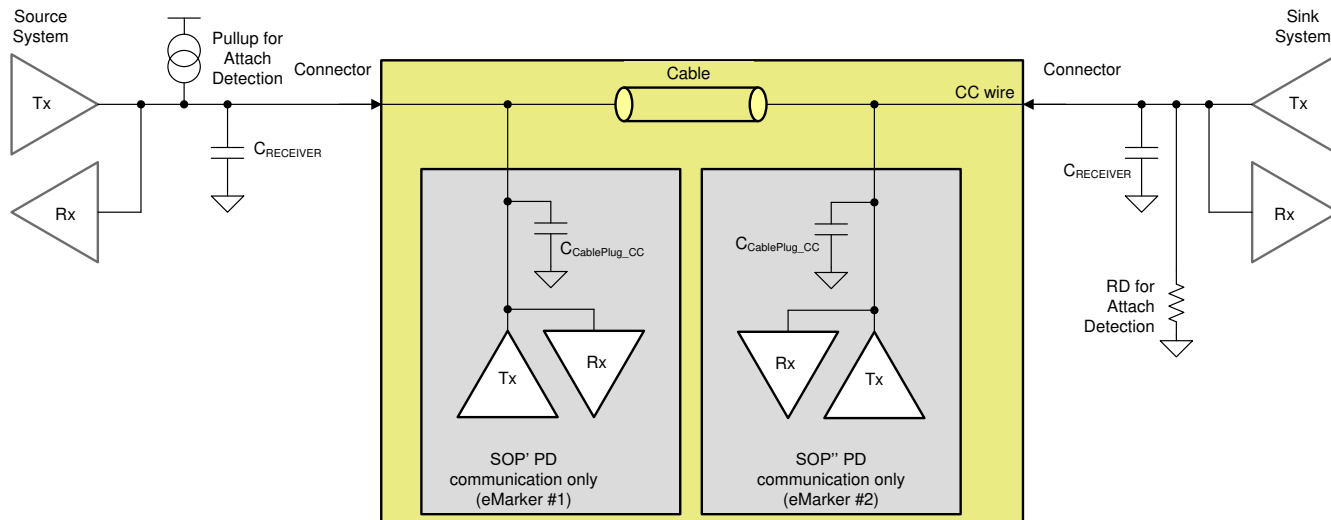 Source
System
Pullup for
Attach
Detection
Connector
Cable
Connector
CC wire
Sink
System
Tx
Rx
CRECEIVER
CRECEIVER
Tx
Rx
RD for
Attach
Detection
CCablePlug_CC
CCablePlug_CC
Tx
Rx
Rx
Tx
SOP' PD
communication only
(eMarker #1)
SOP'' PD
communication only
(eMarker #2)